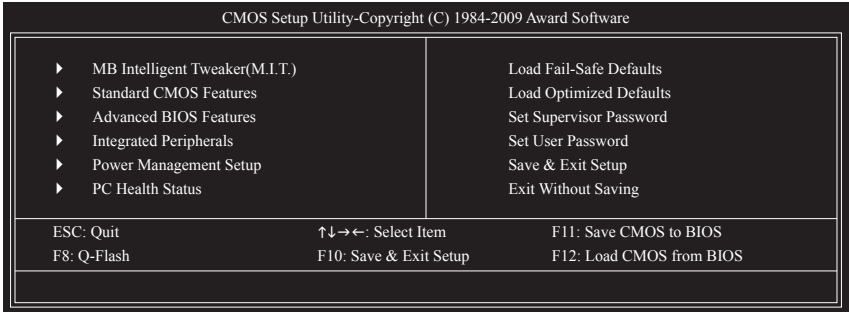 CMOS Setup Utility-Copyright (C) 1984-2009 Award Software
MB Intelligent Tweaker(M.I.T.)
Standard CMOS Features
Advanced BIOS Features
Integrated Peripherals
Power Management Setup
PC Health Status
Load Fail-Safe Defaults
Load Optimized Defaults
Set Supervisor Password
Set User Password
Save & Exit Setup
Exit Without Saving
ESC: Quit
↑↓→←: Select Item
F11: Save CMOS to BIOS
F8: Q-Flash
F10: Save & Exit Setup
F12: Load CMOS from BIOS